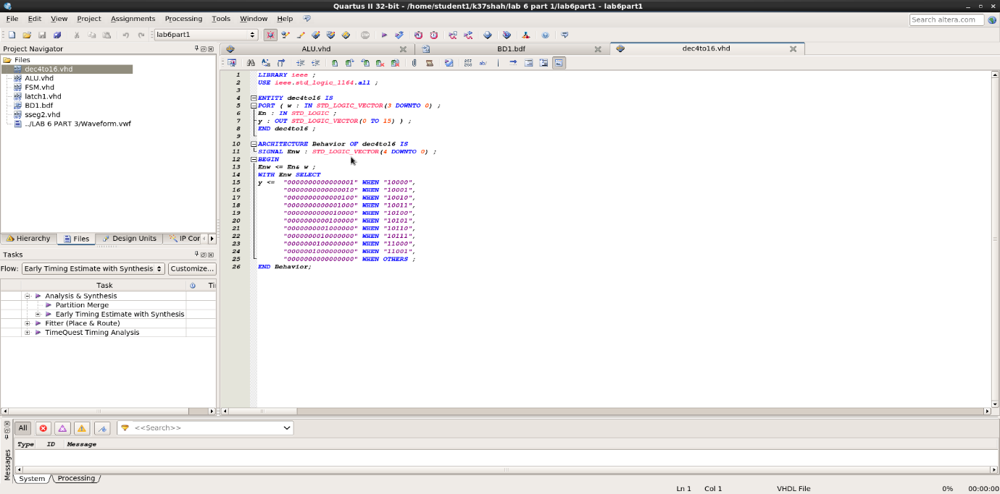 Quartus II 32-bit - /home/student1/k37shah/lab 6 part 1/lab6part1 - lab6part1
File Edit View Project Assignments Processing Tools Window Help
Search altera.com
lab6part1
Project Navigator
Files
dec4to16.vhd
ALU.vhd
FSM.vhd
latch1.vhd
BD1.bdf
sseg2.vhd
../LAB 6 PART 3/Waveform.vwf
Hierarchy Files Design Units IP Cor
Tasks
Flow: Early Timing Estimate with Synthesis Customize...
Task Ti
Analysis & Synthesis
Partition Merge
Early Timing Estimate with Synthesis
Fitter (Place & Route)
TimeQuest Timing Analysis
ALU.vhd BD1.bdf dec4to16.vhd
267
268
ab/
1 LIBRARY ieee ;
2 USE ieee.std_logic_1164.all ;
3
4 ENTITY dec4to16 IS
5 PORT ( w : IN STD_LOGIC_VECTOR(3 DOWNTO 0) ;
6 En : IN STD_LOGIC ;
7 y : OUT STD_LOGIC_VECTOR(0 TO 15) ) ;
8 END dec4to16 ;
9
10 ARCHITECTURE Behavior OF dec4to16 IS
11 SIGNAL Enw : STD_LOGIC_VECTOR(4 DOWNTO 0) ;
12 BEGIN
13 Enw <= En& w ;
14 WITH Enw SELECT
15 y <= "0000000000000001" WHEN "10000",
16 "0000000000000010" WHEN "10001",
17 "0000000000000100" WHEN "10010",
18 "0000000000001000" WHEN "10011",
19 "0000000000010000" WHEN "10100",
20 "0000000000100000" WHEN "10101",
21 "0000000001000000" WHEN "10110",
22 "0000000010000000" WHEN "10111",
23 "0000000100000000" WHEN "11000",
24 "0000001000000000" WHEN "11001",
25 "0000000000000000" WHEN OTHERS ;
26 END Behavior;
All <<Search>>
Type ID Message
Messages
System Processing
Ln 1 Col 1 VHDL File 0% 00:00:00